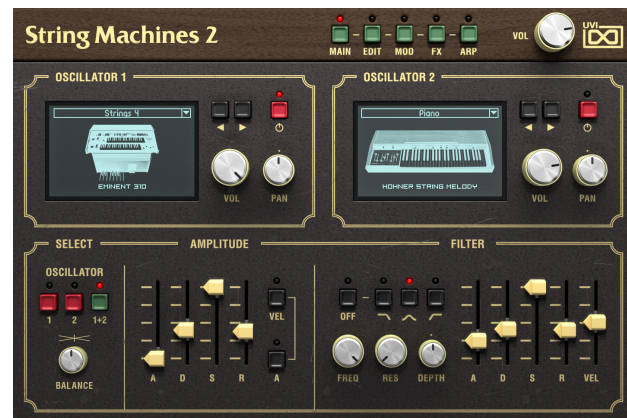 String Machines 2
MAIN EDIT MOD FX ARP
VOL
UVI
OSCILLATOR 1
Strings 4
EMINENT 310
VOL PAN
OSCILLATOR 2
Piano
HOHNER STRING MELODY
VOL PAN
SELECT
OSCILLATOR
1 2 1+2
BALANCE
AMPLITUDE
VEL
A D S R A
FILTER
OFF
FREQ RES DEPTH
A D S R VEL